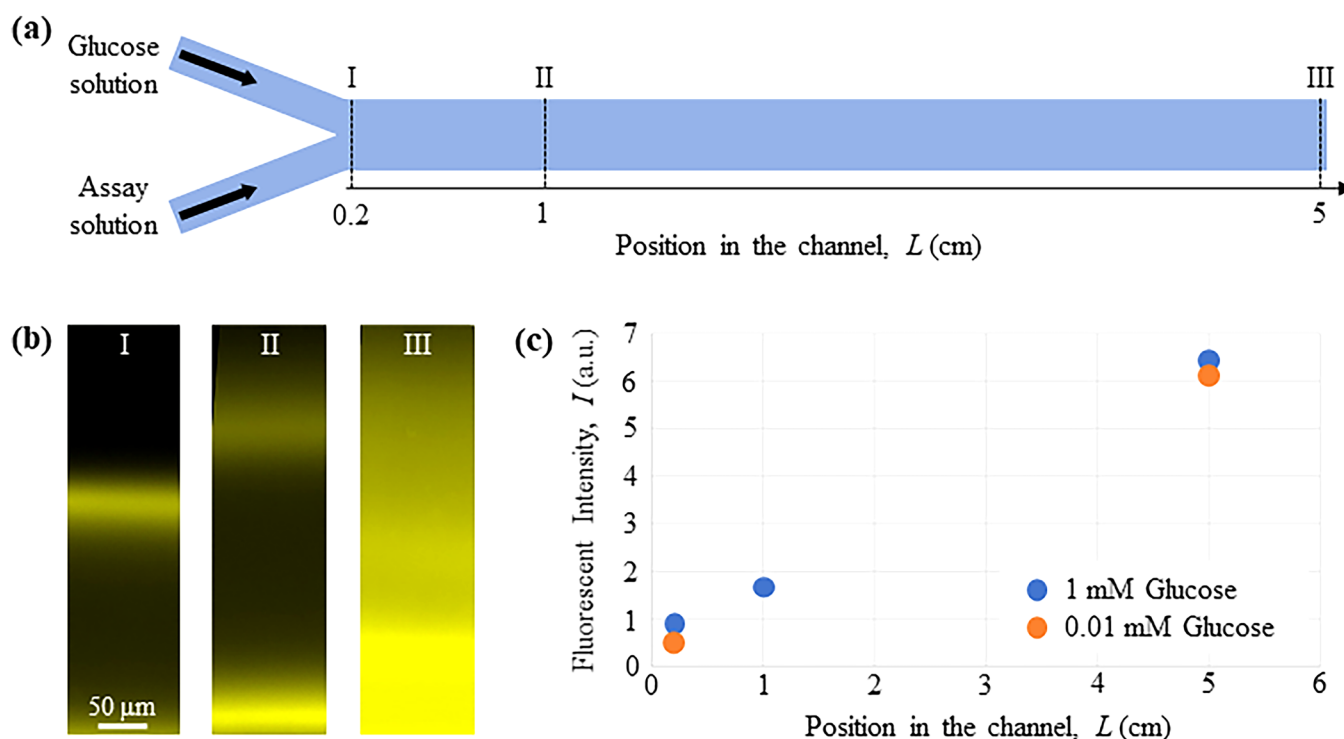 (a)
Glucose
solution
Assay
solution
I
II
III
0.2
1
5
Position in the channel, L (cm)
(b)
I
II
III
50 μm
(c)
Fluorescent Intensity, I (a.u.)
7
6
5
4
3
2
1
0
1 mM Glucose
0.01 mM Glucose
0 1 2 3 4 5 6
Position in the channel, L (cm)